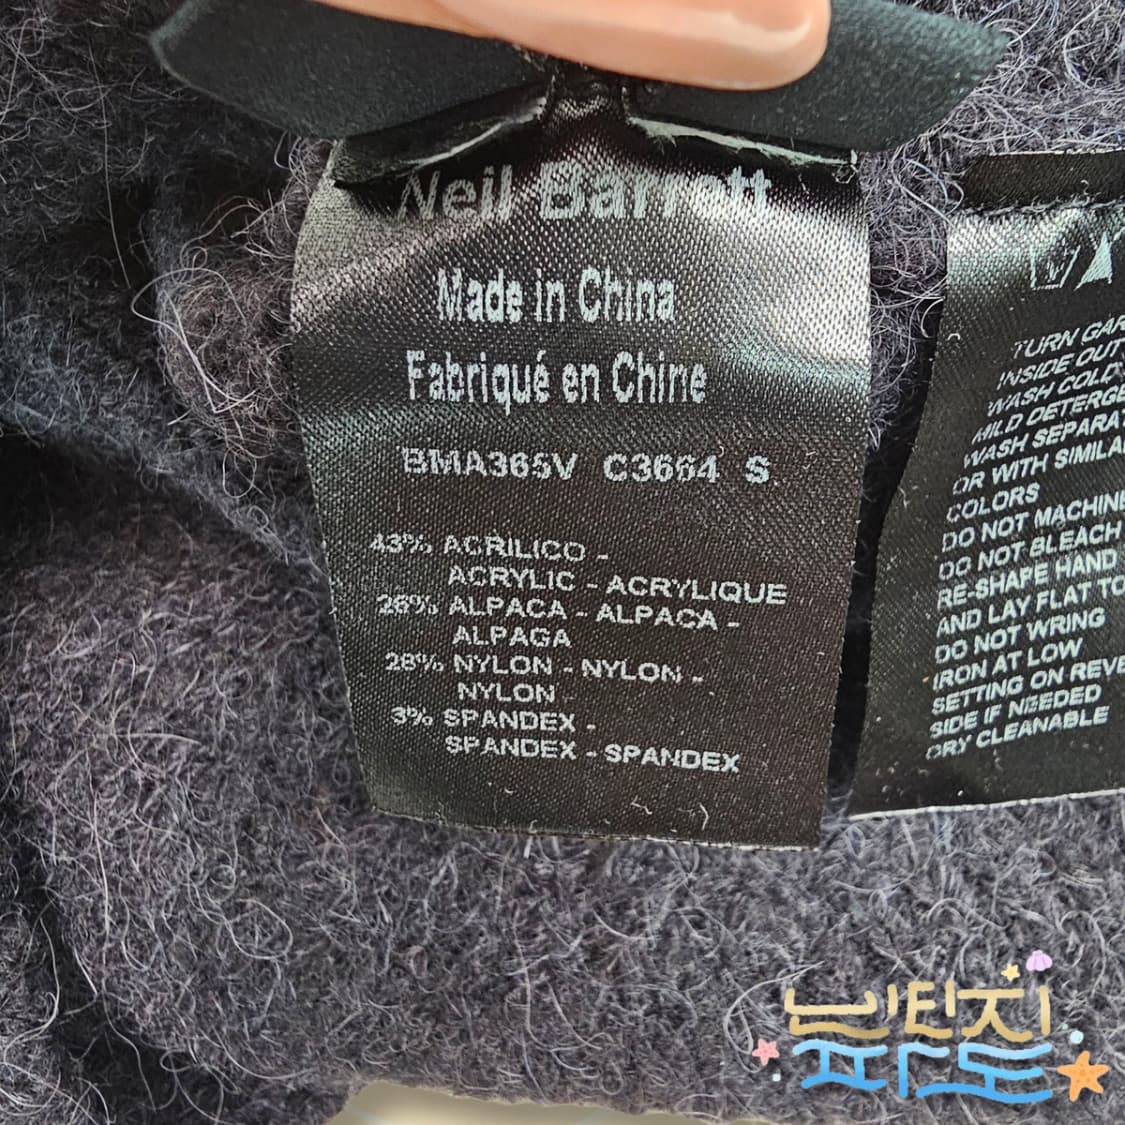 Neil Barrett
Made in China
Fabriqué en Chine
BMA365V C3664 S
43% ACRILICO -
ACRYLIC - ACRYLIQUE
26% ALPACA - ALPACA -
ALPAGA
28% NYLON - NYLON -
NYLON
3% SPANDEX -
SPANDEX - SPANDEX
TURN GAR
INSIDE OUT
WASH COLD
MILD DETERGE
WASH SEPARAT
OR WITH SIMILA
COLORS
DO NOT MACHINE
DO NOT BLEACH
RE-SHAPE HAND
AND LAY FLAT TO
DO NOT WRING
IRON AT LOW
SETTING ON REVE
SIDE IF NEEDED
DRY CLEANABLE
빈티지
파도